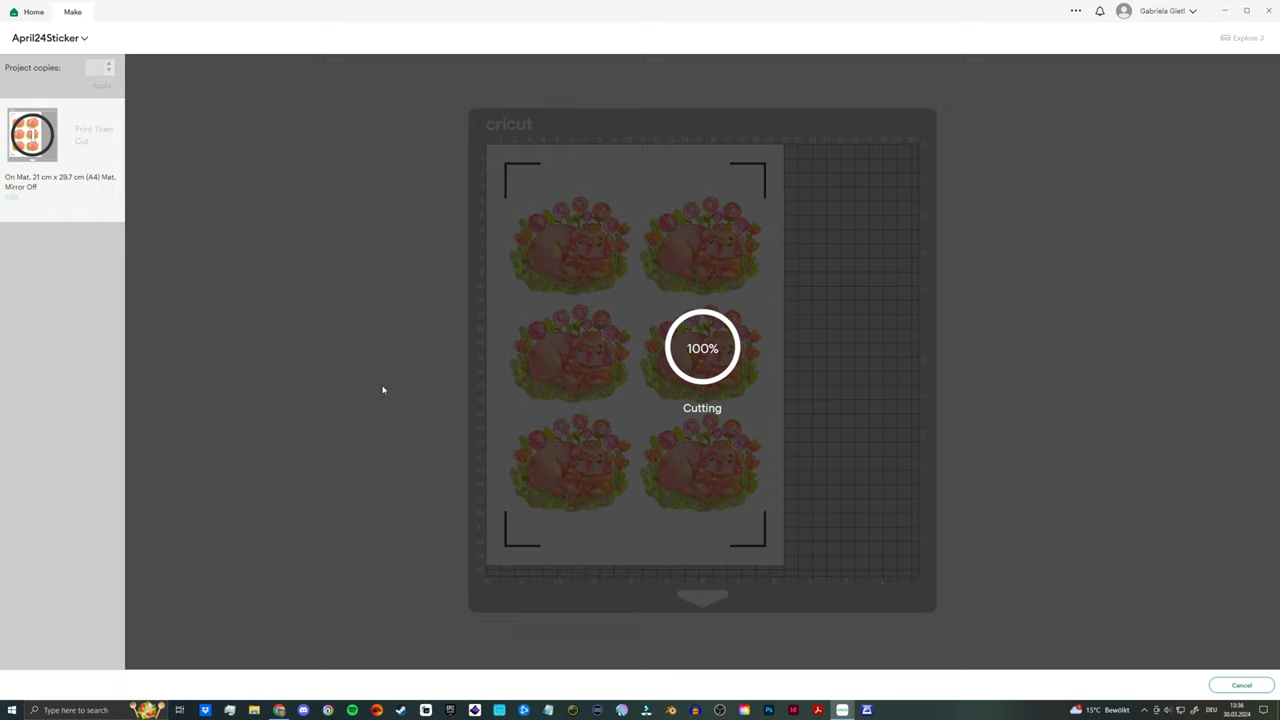 Home
Make
Gabriela Gietl
April24Sticker
Explore 3
Project copies:
Apply
Print Then
Cut
On Mat, 21 cm x 29,7 cm (A4) Mat,
Mirror Off
Edit
cricut
100%
Cutting
Cancel
Type here to search
15°C Bewölkt
DEU
13:36
30.03.2024